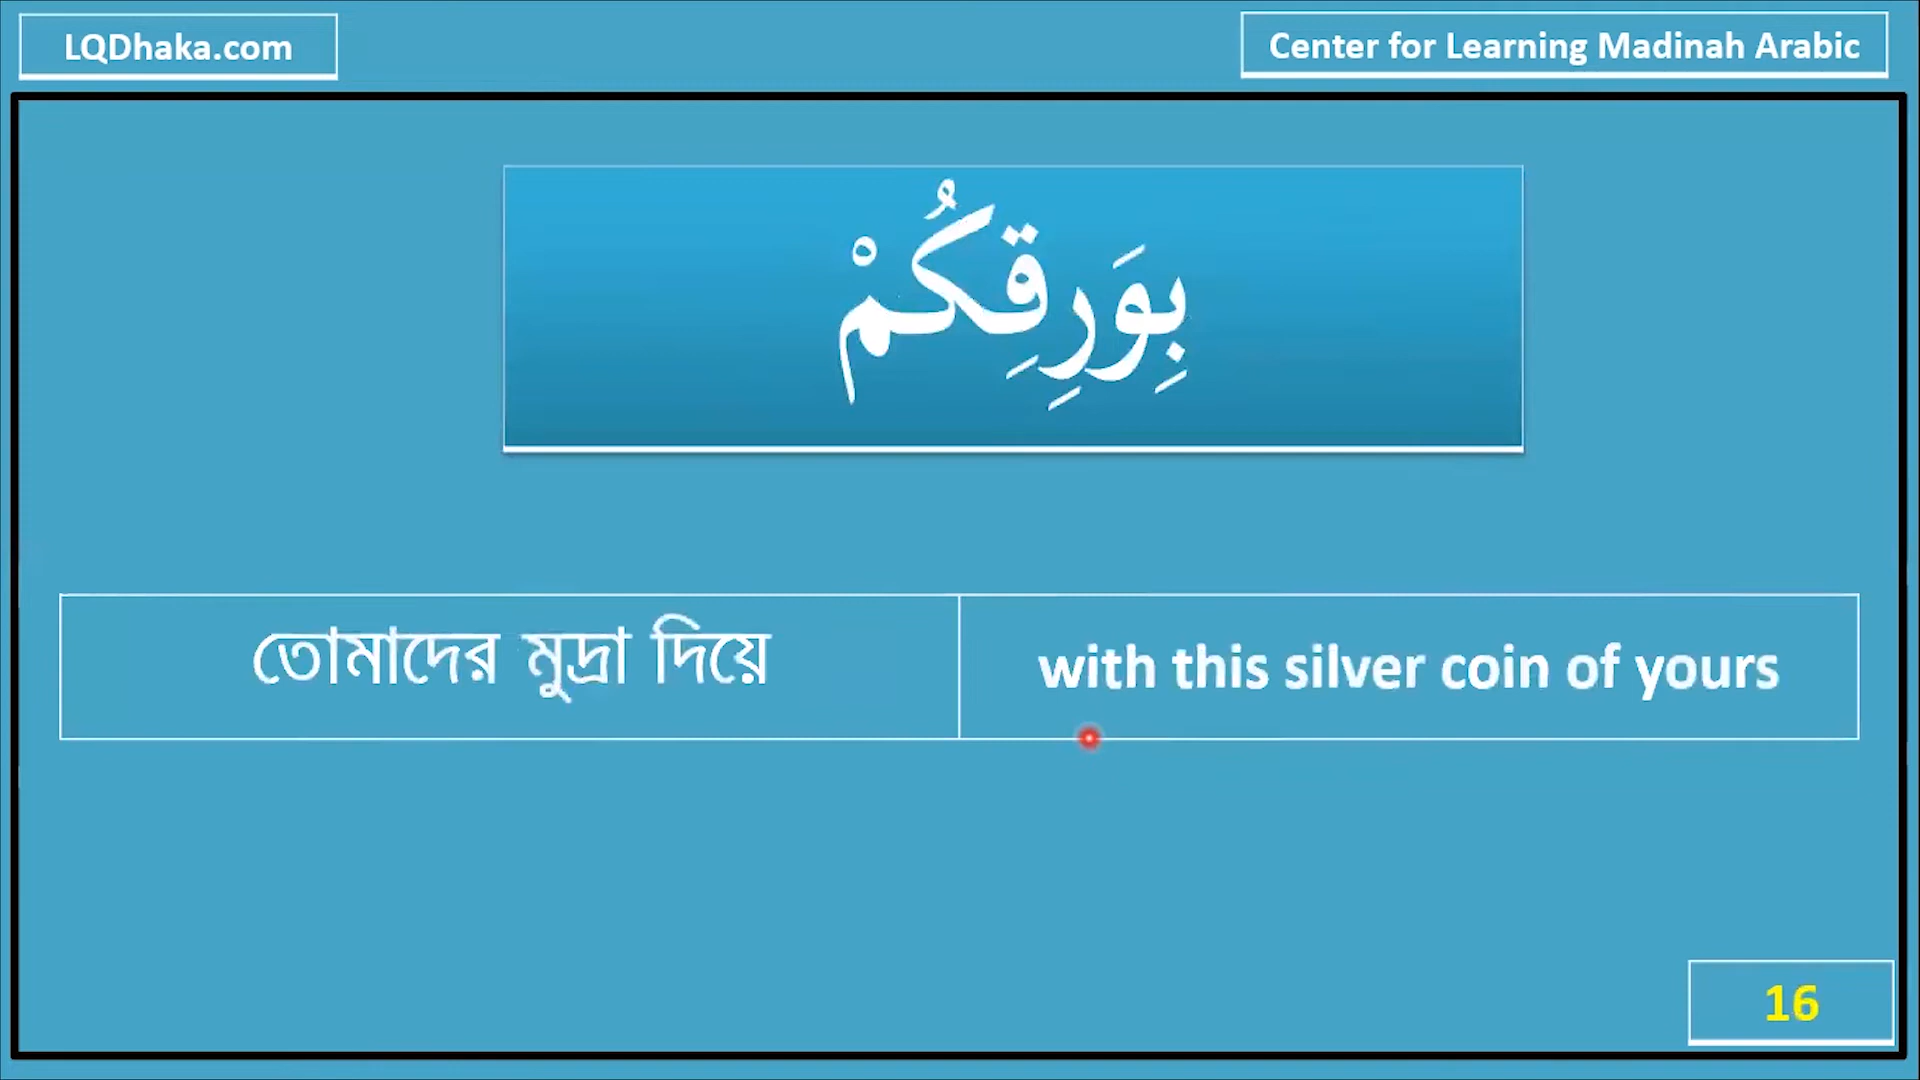 LQDhaka.com
Center for Learning Madinah Arabic
بِوَرِقِكُمْ
তোমাদের মুদ্রা দিয়ে
with this silver coin of yours
16